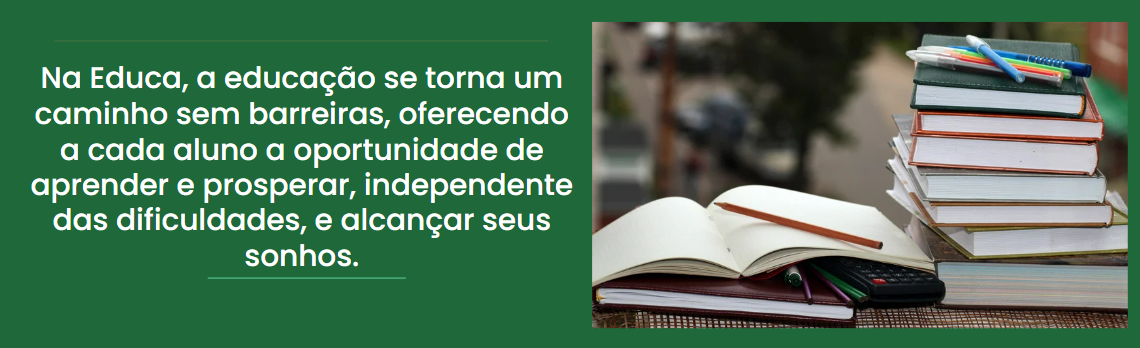 Na Educa, a educação se torna um
caminho sem barreiras, oferecendo
a cada aluno a oportunidade de
aprender e prosperar, independente
das dificuldades, e alcançar seus
sonhos.